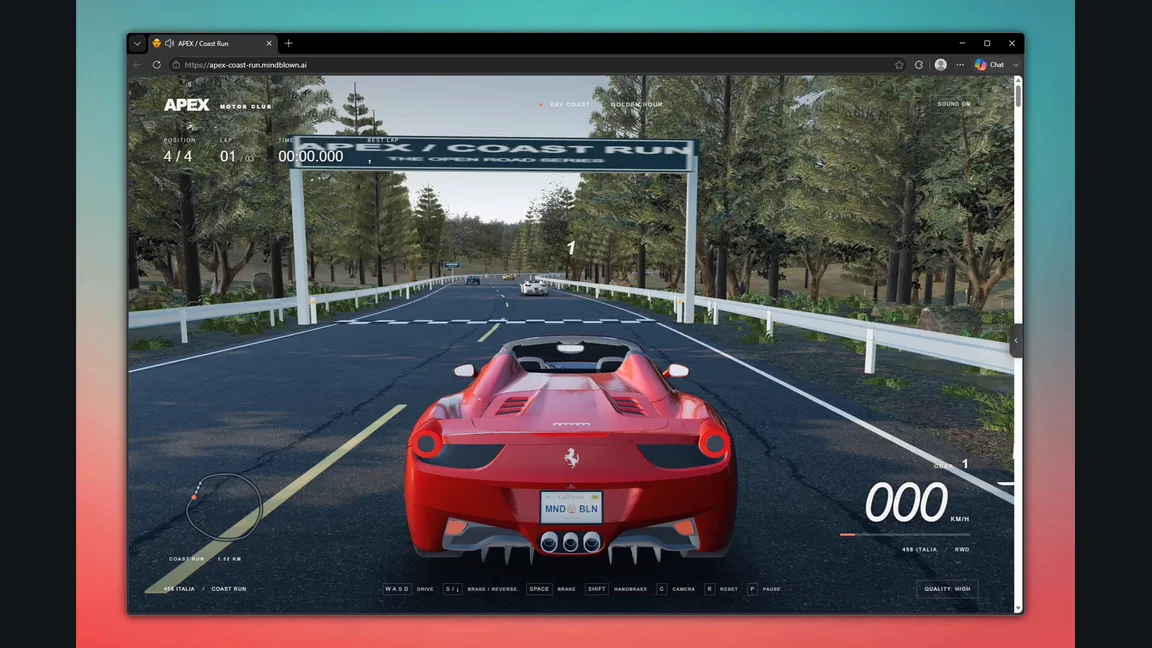 APEX / Coast Run
https://apex-coast-run.mindblown.ai
Chat
APEX MOTOR CLUB
BAY COAST
GOLDEN HOUR
SOUND ON
POSITION
LAP
TIME
BEST LAP
4 / 4
01 / 03
00:00.000
APEX / COAST RUN
THE OPEN ROAD SERIES
1
California
MND BLN
GEAR 1
000 KM/H
458 ITALIA / RWD
COAST RUN 1.52 KM
458 ITALIA / COAST RUN
W A S D DRIVE
S / ↓ BRAKE / REVERSE
SPACE BRAKE
SHIFT HANDBRAKE
C CAMERA
R RESET
P PAUSE
QUALITY: HIGH